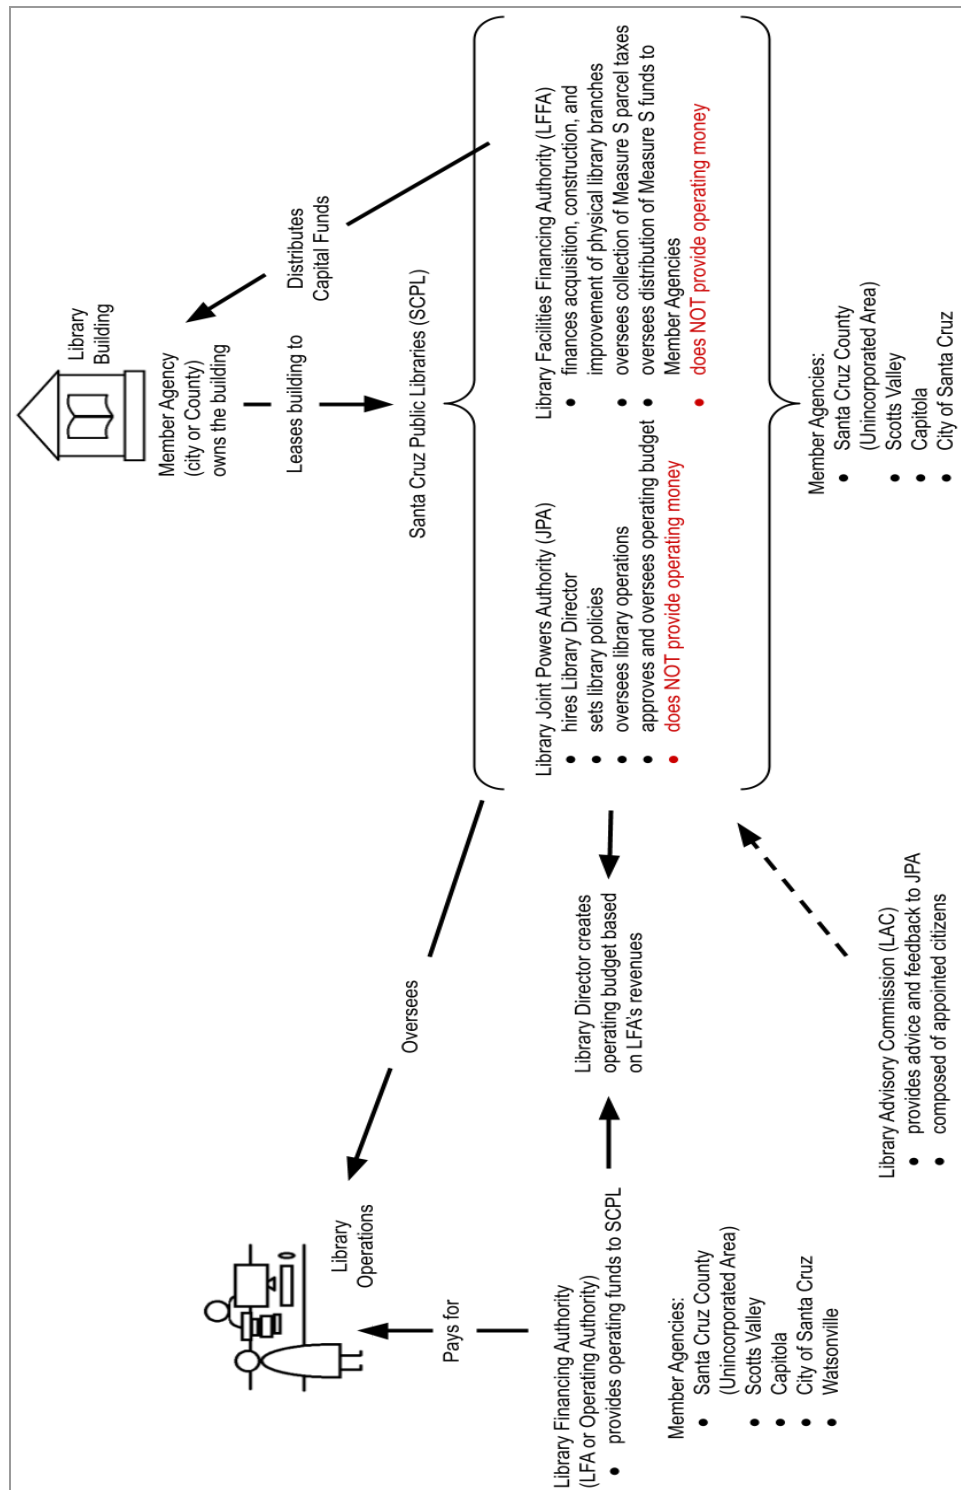 Library
Operations
Oversees
Pays for
Library Financing Authority
(LFA or Operating Authority)
• provides operating funds to SCPL
Member Agencies:
• Santa Cruz County
(Unincorporated Area)
• Scotts Valley
• Capitola
• City of Santa Cruz
• Watsonville
Library Director creates
operating budget based
on LFA's revenues
Library Advisory Commission (LAC)
• provides advice and feedback to JPA
• composed of appointed citizens
Library
Building
Member Agency
(city or County)
owns the building
Leases building to
Distributes
Capital Funds
Santa Cruz Public Libraries (SCPL)
Library Joint Powers Authority (JPA)
• hires Library Director
• sets library policies
• oversees library operations
• approves and oversees operating budget
• does NOT provide operating money
Library Facilities Financing Authority (LFFA)
• finances acquisition, construction, and
improvement of physical library branches
• oversees collection of Measure S parcel taxes
• oversees distribution of Measure S funds to
Member Agencies
• does NOT provide operating money
Member Agencies:
• Santa Cruz County
(Unincorporated Area)
• Scotts Valley
• Capitola
• City of Santa Cruz